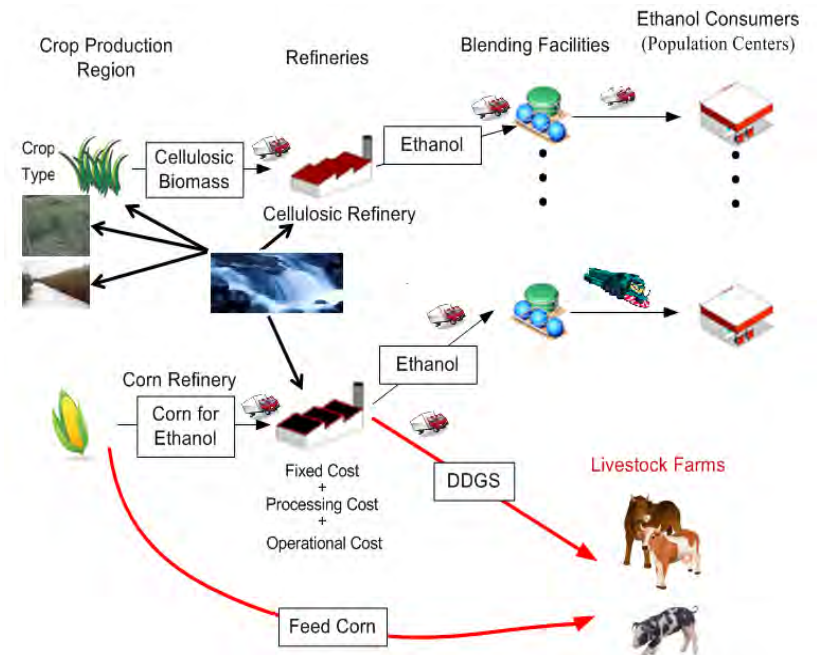 Crop Production
Region
Refineries
Blending Facilities
Ethanol Consumers
(Population Centers)
Crop
Type
Cellulosic
Biomass
Ethanol
Cellulosic Refinery
Corn Refinery
Corn for
Ethanol
Ethanol
Fixed Cost
+
Processing Cost
+
Operational Cost
DDGS
Livestock Farms
Feed Corn